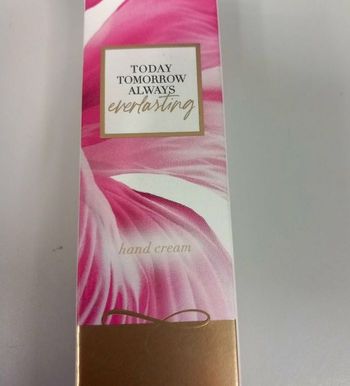 TODAY
TOMORROW
ALWAYS
everlasting
hand cream